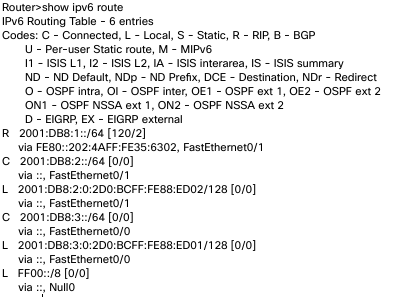 Router>show ipv6 route
IPv6 Routing Table - 6 entries
Codes: C - Connected, L - Local, S - Static, R - RIP, B - BGP
U - Per-user Static route, M - MIPv6
I1 - ISIS L1, I2 - ISIS L2, IA - ISIS interarea, IS - ISIS summary
ND - ND Default, NDp - ND Prefix, DCE - Destination, NDr - Redirect
O - OSPF intra, OI - OSPF inter, OE1 - OSPF ext 1, OE2 - OSPF ext 2
ON1 - OSPF NSSA ext 1, ON2 - OSPF NSSA ext 2
D - EIGRP, EX - EIGRP external
R 2001:DB8:1::/64 [120/2]
via FE80::202:4AFF:FE35:6302, FastEthernet0/1
C 2001:DB8:2::/64 [0/0]
via ::, FastEthernet0/1
L 2001:DB8:2:0:2D0:BCFF:FE88:ED02/128 [0/0]
via ::, FastEthernet0/1
C 2001:DB8:3::/64 [0/0]
via ::, FastEthernet0/0
L 2001:DB8:3:0:2D0:BCFF:FE88:ED01/128 [0/0]
via ::, FastEthernet0/0
L FF00::/8 [0/0]
via ::, Null0